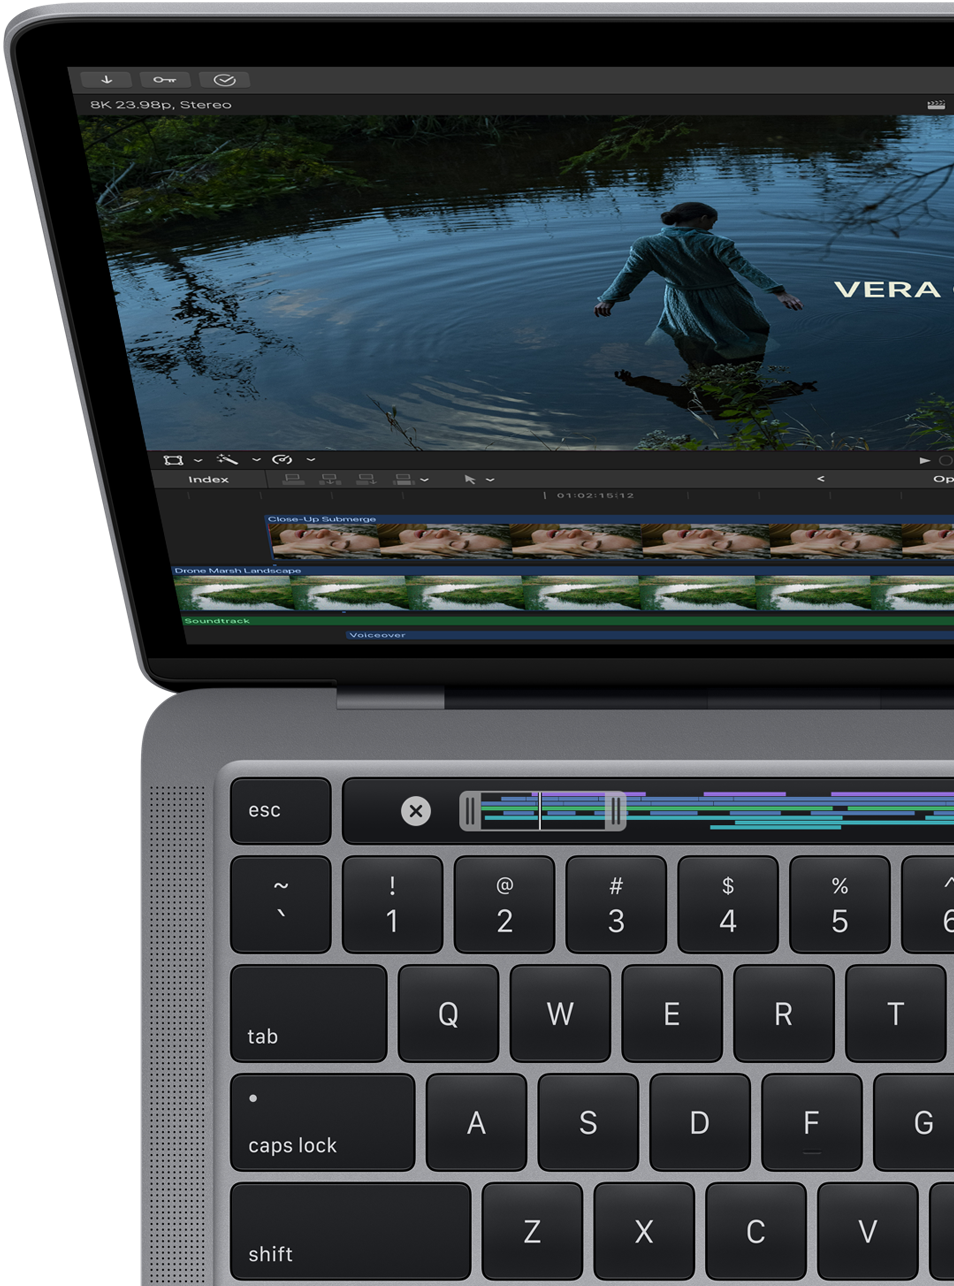 8K 23.98p, Stereo
VERA
Index
01:02:15:12
Close-Up Submerge
Drone Marsh Landscape
Soundtrack
Voiceover
esc
~ ! @ # $ % ^
` 1 2 3 4 5 6
Q W E R T
tab
A S D F G
caps lock
Z X C V
shift